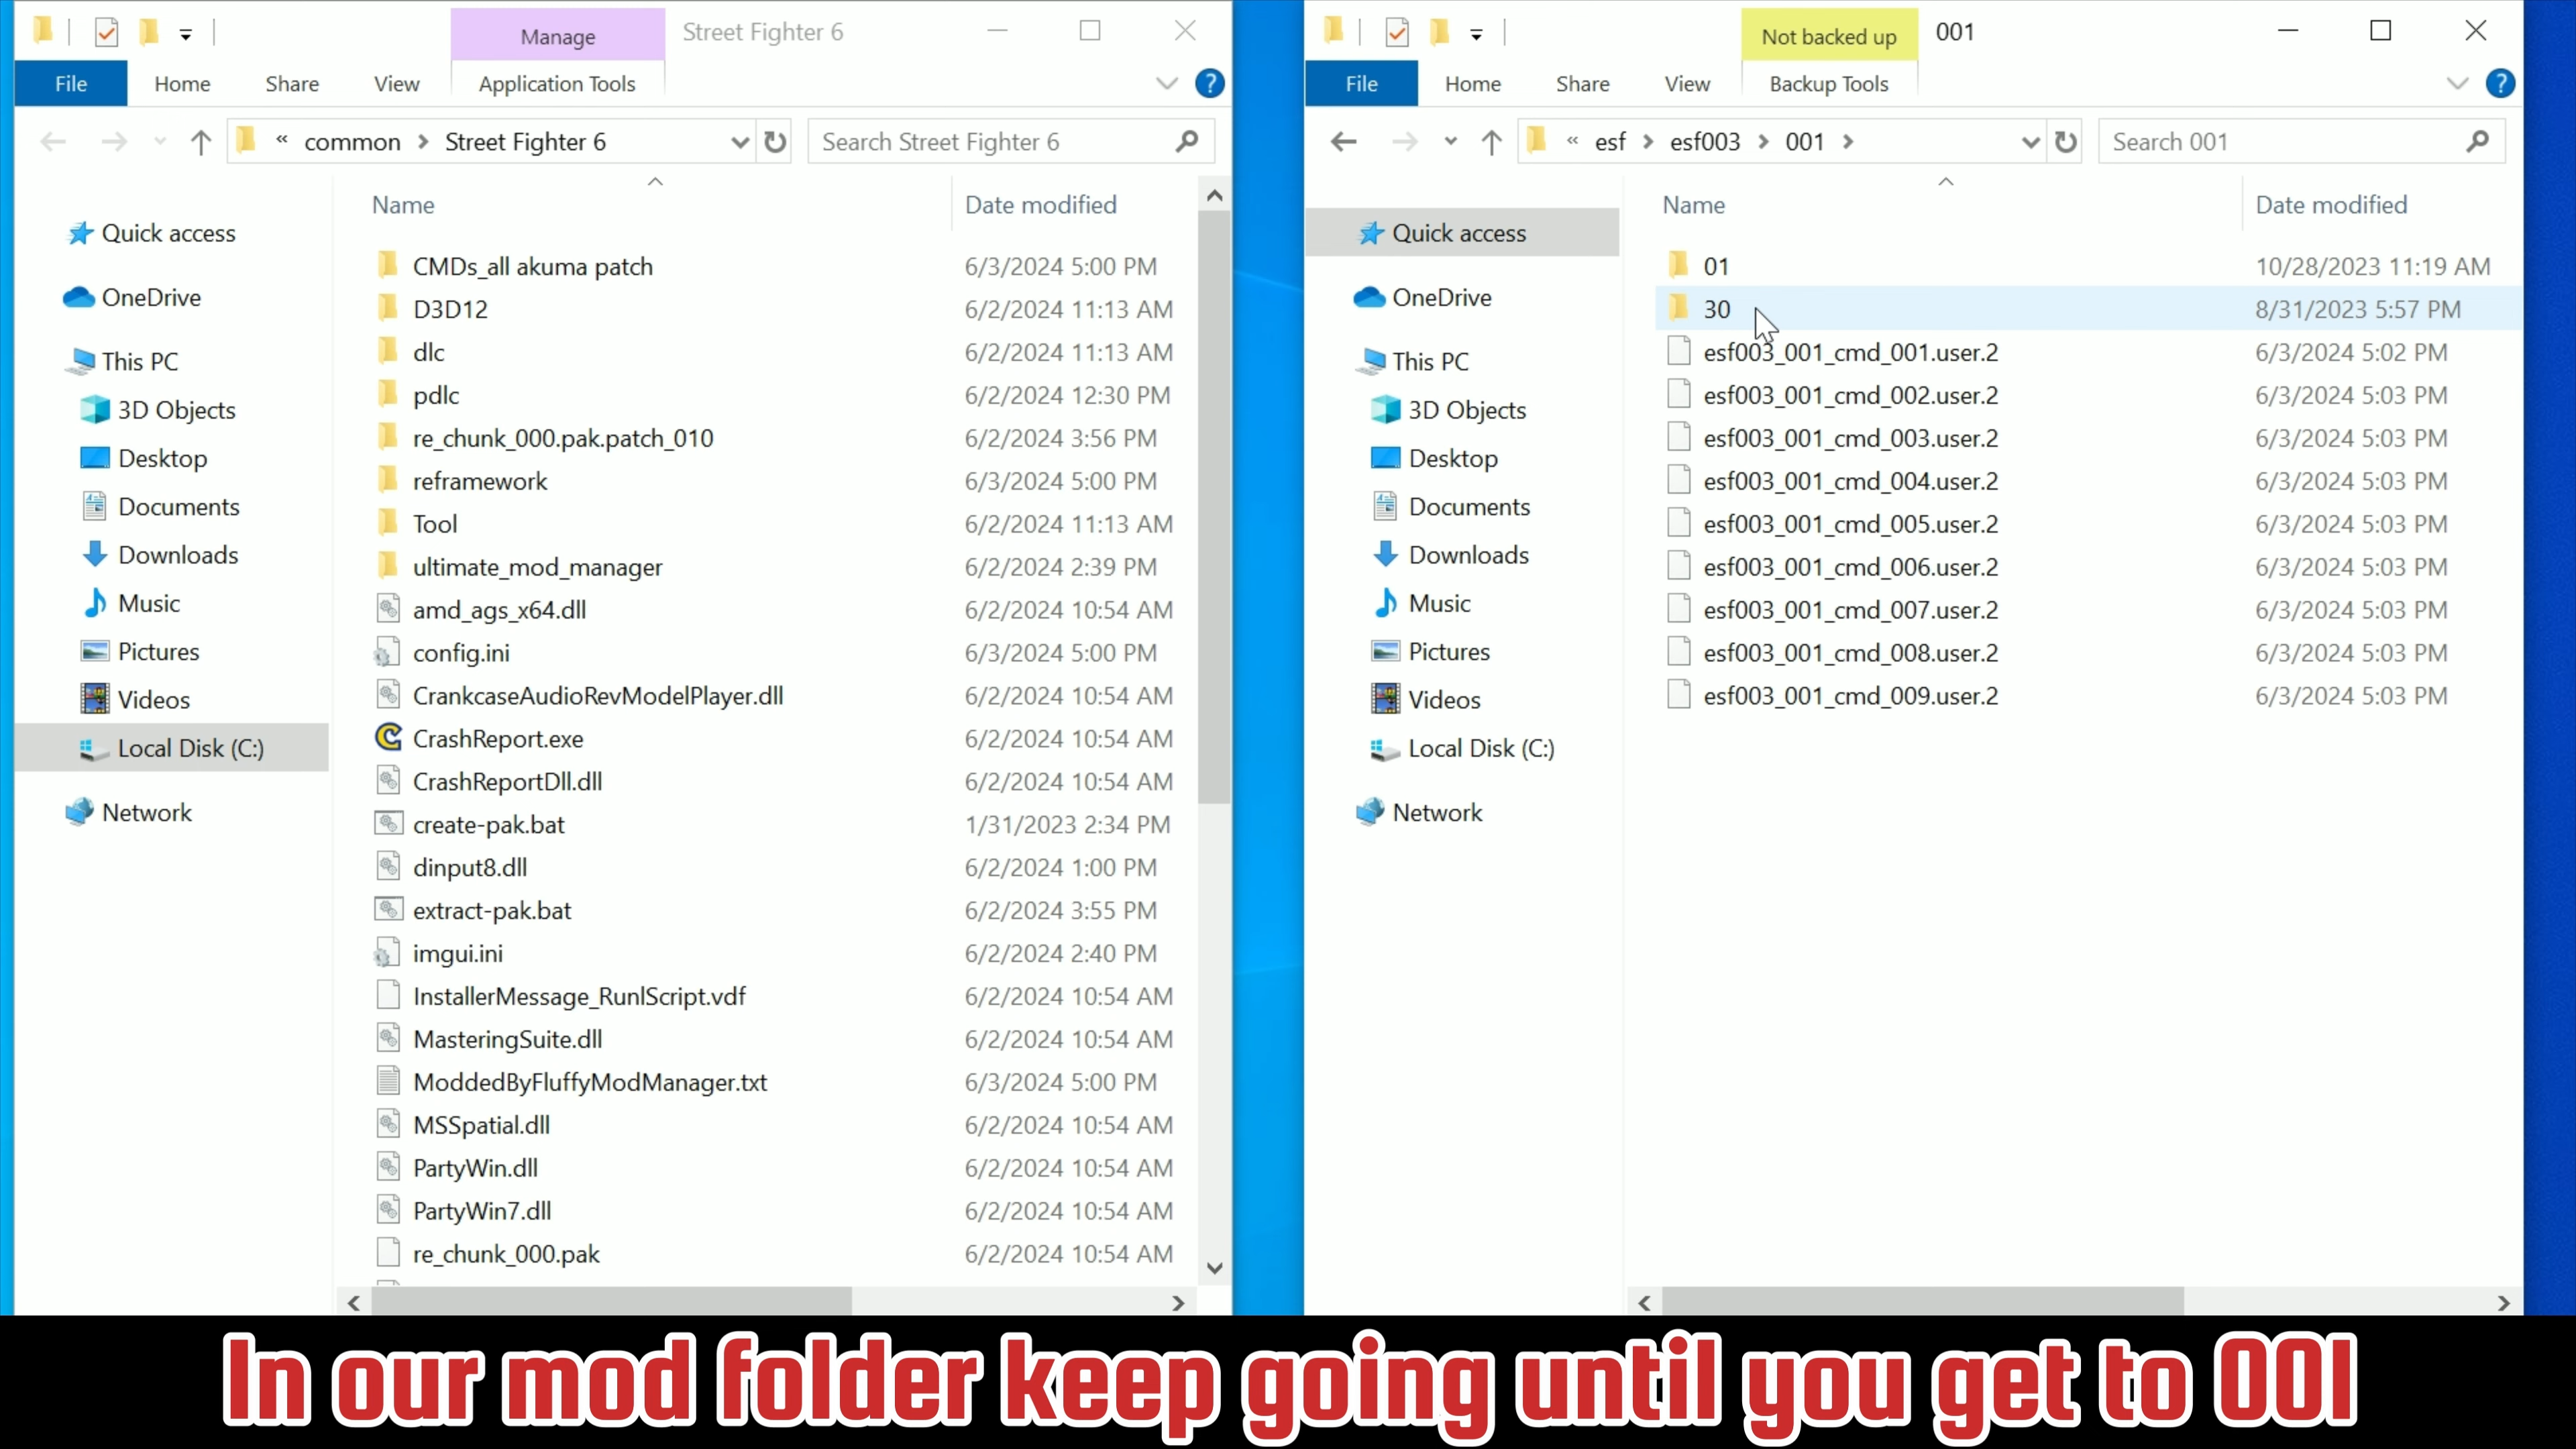 Manage
Street Fighter 6
File
Home
Share
View
Application Tools
« common > Street Fighter 6
Search Street Fighter 6
Quick access
OneDrive
This PC
3D Objects
Desktop
Documents
Downloads
Music
Pictures
Videos
Local Disk (C:)
Network
Name Date modified
CMDs_all akuma patch 6/3/2024 5:00 PM
D3D12 6/2/2024 11:13 AM
dlc 6/2/2024 11:13 AM
pdlc 6/2/2024 12:30 PM
re_chunk_000.pak.patch_010 6/2/2024 3:56 PM
reframework 6/3/2024 5:00 PM
Tool 6/2/2024 11:13 AM
ultimate_mod_manager 6/2/2024 2:39 PM
amd_ags_x64.dll 6/2/2024 10:54 AM
config.ini 6/3/2024 5:00 PM
CrankcaseAudioRevModelPlayer.dll 6/2/2024 10:54 AM
CrashReport.exe 6/2/2024 10:54 AM
CrashReportDll.dll 6/2/2024 10:54 AM
create-pak.bat 1/31/2023 2:34 PM
dinput8.dll 6/2/2024 1:00 PM
extract-pak.bat 6/2/2024 3:55 PM
imgui.ini 6/2/2024 2:40 PM
InstallerMessage_RunIScript.vdf 6/2/2024 10:54 AM
MasteringSuite.dll 6/2/2024 10:54 AM
ModdedByFluffyModManager.txt 6/3/2024 5:00 PM
MSSpatial.dll 6/2/2024 10:54 AM
PartyWin.dll 6/2/2024 10:54 AM
PartyWin7.dll 6/2/2024 10:54 AM
re_chunk_000.pak 6/2/2024 10:54 AM
Not backed up
001
File
Home
Share
View
Backup Tools
« esf > esf003 > 001 >
Search 001
Quick access
OneDrive
This PC
3D Objects
Desktop
Documents
Downloads
Music
Pictures
Videos
Local Disk (C:)
Network
Name Date modified
01 10/28/2023 11:19 AM
30 8/31/2023 5:57 PM
esf003_001_cmd_001.user.2 6/3/2024 5:02 PM
esf003_001_cmd_002.user.2 6/3/2024 5:03 PM
esf003_001_cmd_003.user.2 6/3/2024 5:03 PM
esf003_001_cmd_004.user.2 6/3/2024 5:03 PM
esf003_001_cmd_005.user.2 6/3/2024 5:03 PM
esf003_001_cmd_006.user.2 6/3/2024 5:03 PM
esf003_001_cmd_007.user.2 6/3/2024 5:03 PM
esf003_001_cmd_008.user.2 6/3/2024 5:03 PM
esf003_001_cmd_009.user.2 6/3/2024 5:03 PM
In our mod folder keep going until you get to 001